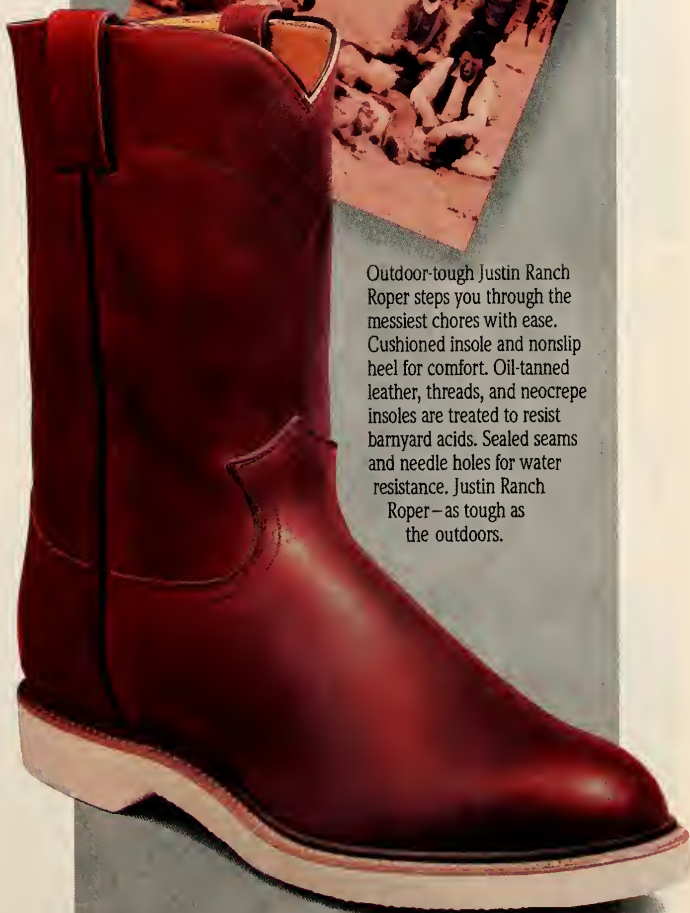 Outdoor-tough Justin Ranch
Roper steps you through the
messiest chores with ease.
Cushioned insole and nonslip
heel for comfort. Oil-tanned
leather, threads, and neocrepe
insoles are treated to resist
barnyard acids. Sealed seams
and needle holes for water
resistance. Justin Ranch
Roper—as tough as
the outdoors.